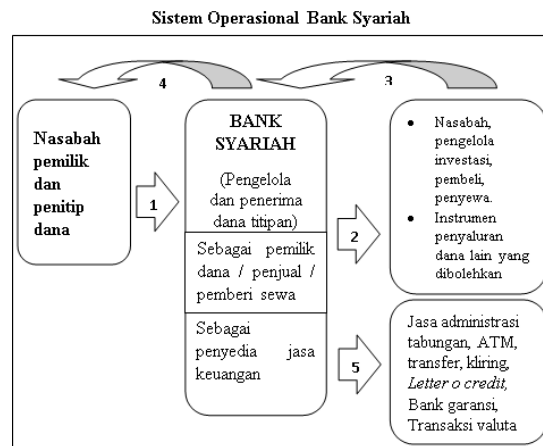 Sistem Operasional Bank Syariah
4
3
Nasabah
pemilik
dan
penitip
dana
1
BANK
SYARIAH
(Pengelola
dan penerima
dana titipan)
Sebagai pemilik
dana / penjual /
pemberi sewa
Sebagai
penyedia jasa
keuangan
2
• Nasabah,
pengelola
investasi,
pembeli,
penyewa.
• Instrumen
penyaluran
dana lain yang
dibolehkan
5
Jasa administrasi
tabungan, ATM,
transfer, kliring,
Letter o credit,
Bank garansi,
Transaksi valuta